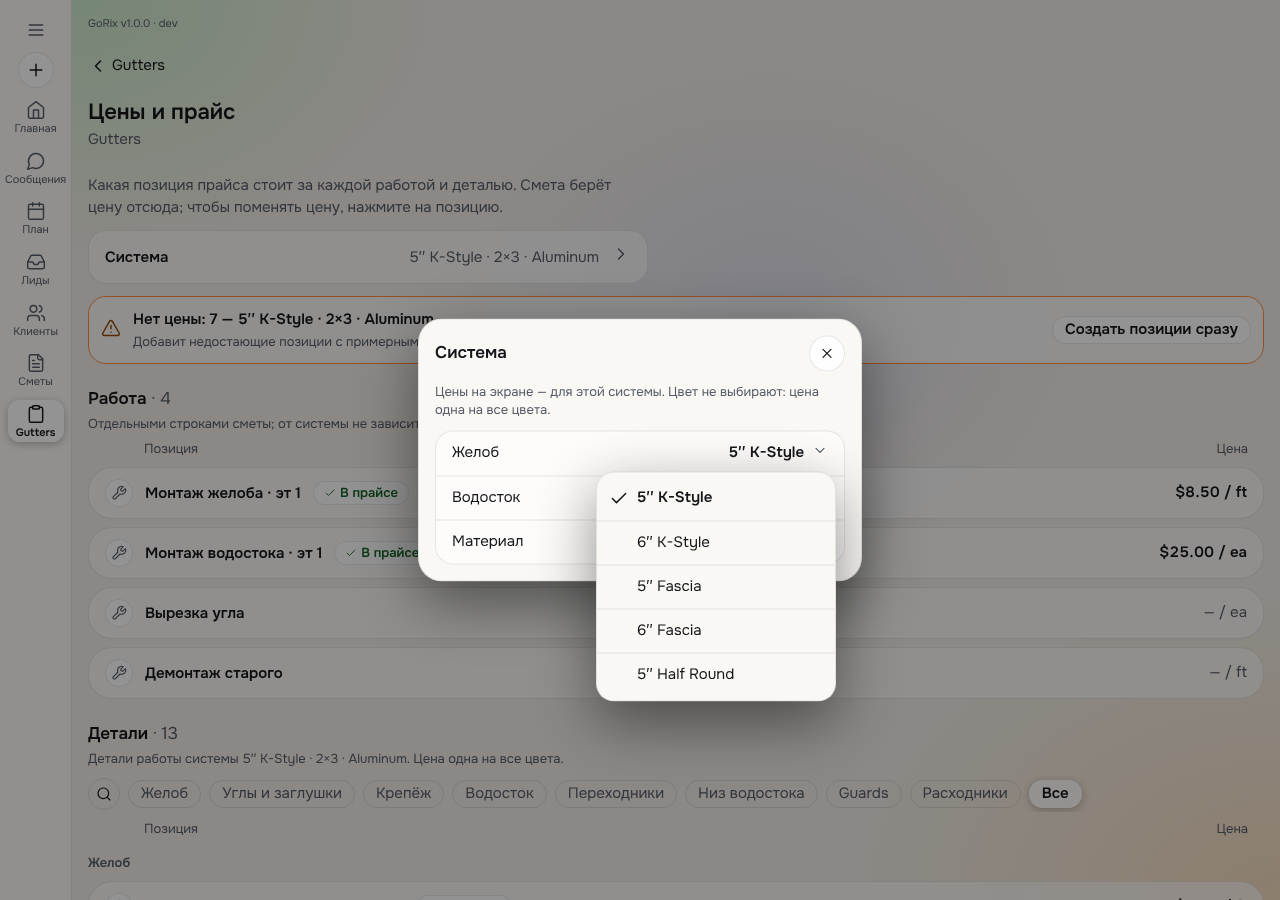 GoRix v1.0.0 · dev
Gutters
Главная
Сообщения
План
Лиды
Клиенты
Сметы
Gutters
Цены и прайс
Gutters
Какая позиция прайса стоит за каждой работой и деталью. Смета берёт
цену отсюда; чтобы поменять цену, нажмите на позицию.
Система 5″ K-Style · 2×3 · Aluminum
Нет цены: 7 — 5″ K-Style · 2×3 · Aluminum
Добавит недостающие позиции с примерным
Создать позиции сразу
Работа · 4
Отдельными строками сметы; от системы не зависит
Позиция Цена
Монтаж желоба · эт 1 В прайсе $8.50 / ft
Монтаж водостока · эт 1 В прайсе $25.00 / ea
Вырезка угла — / ea
Демонтаж старого — / ft
Система
Цены на экране — для этой системы. Цвет не выбирают: цена
одна на все цвета.
Желоб 5″ K-Style
Водосток
Материал
5″ K-Style
6″ K-Style
5″ Fascia
6″ Fascia
5″ Half Round
Детали · 13
Детали работы системы 5″ K-Style · 2×3 · Aluminum. Цена одна на все цвета.
Желоб Углы и заглушки Крепёж Водосток Переходники Низ водостока Guards Расходники Все
Позиция Цена
Желоб